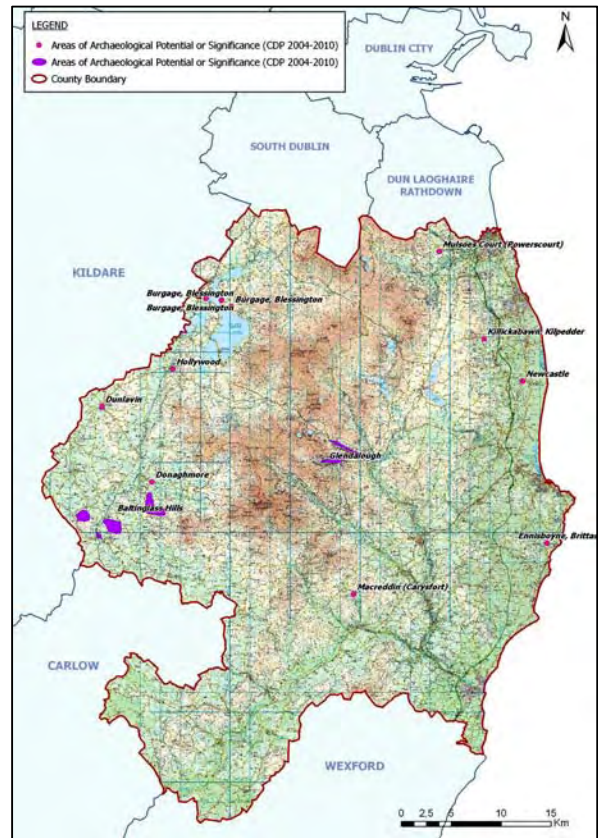 LEGEND
Areas of Archaeological Potential or Significance (CDP 2004-2010)
Areas of Archaeological Potential or Significance (CDP 2004-2010)
County Boundary
N
DUBLIN CITY
SOUTH DUBLIN
DUN LAOGHAIRE
RATHDOWN
KILDARE
Mulsoes Court (Powerscourt)
Burgage, Blessington
Burgage, Blessington
Burgage, Blessington
Killickabawn, Kilpedder
Hollywood
Newcastle
Dunlavin
Glendalough
Donaghmore
Baltinglass Hills
Ennisboyne, Brittas
Macreddin (Carysfort)
CARLOW
WEXFORD
0 2.5 5 10 15
Km